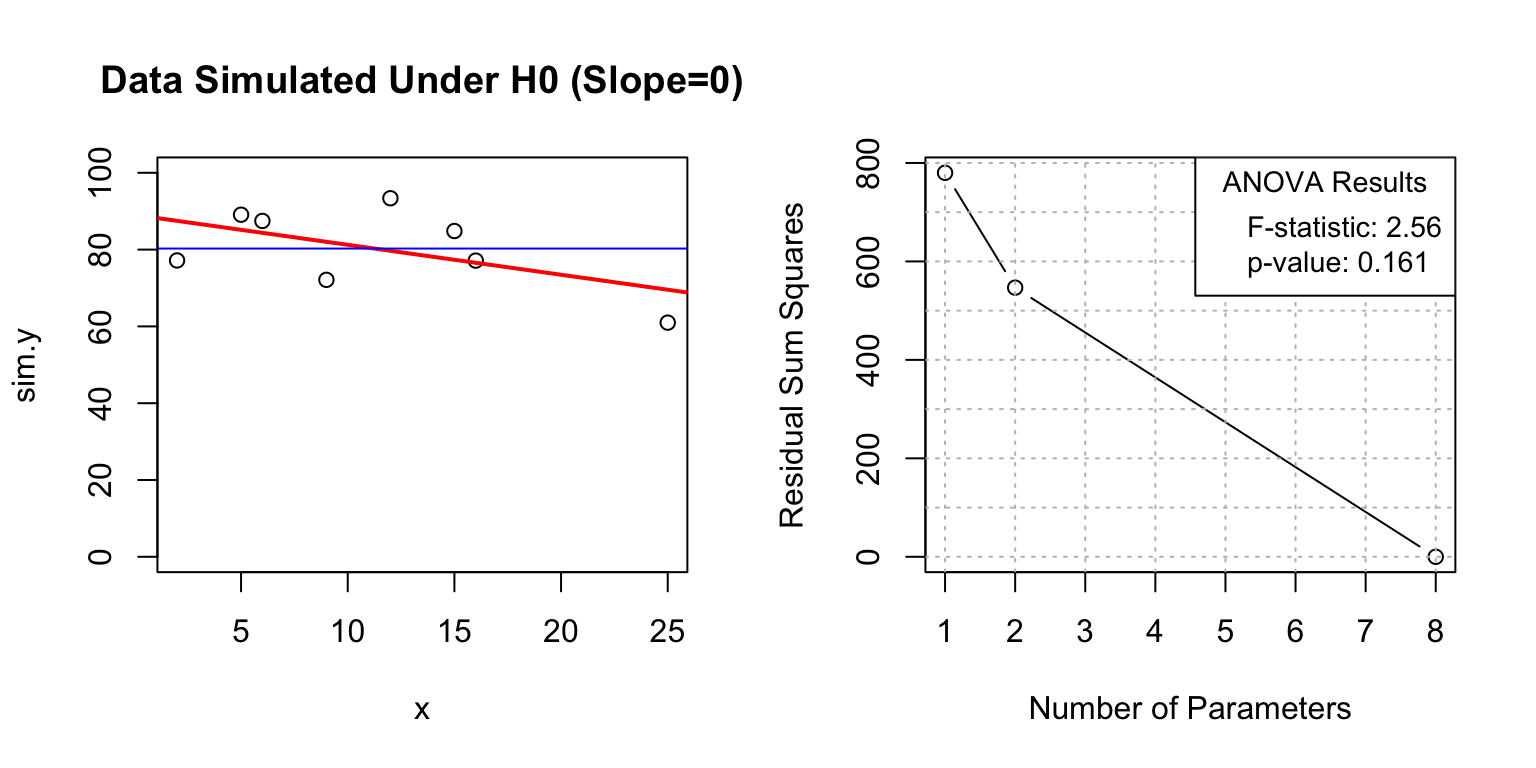 Data Simulated Under H0 (Slope=0)
sim.y
100
80
60
40
20
0
5 10 15 20 25
x
Residual Sum Squares
800
600
400
200
0
ANOVA Results
F-statistic: 2.56
p-value: 0.161
1 2 3 4 5 6 7 8
Number of Parameters